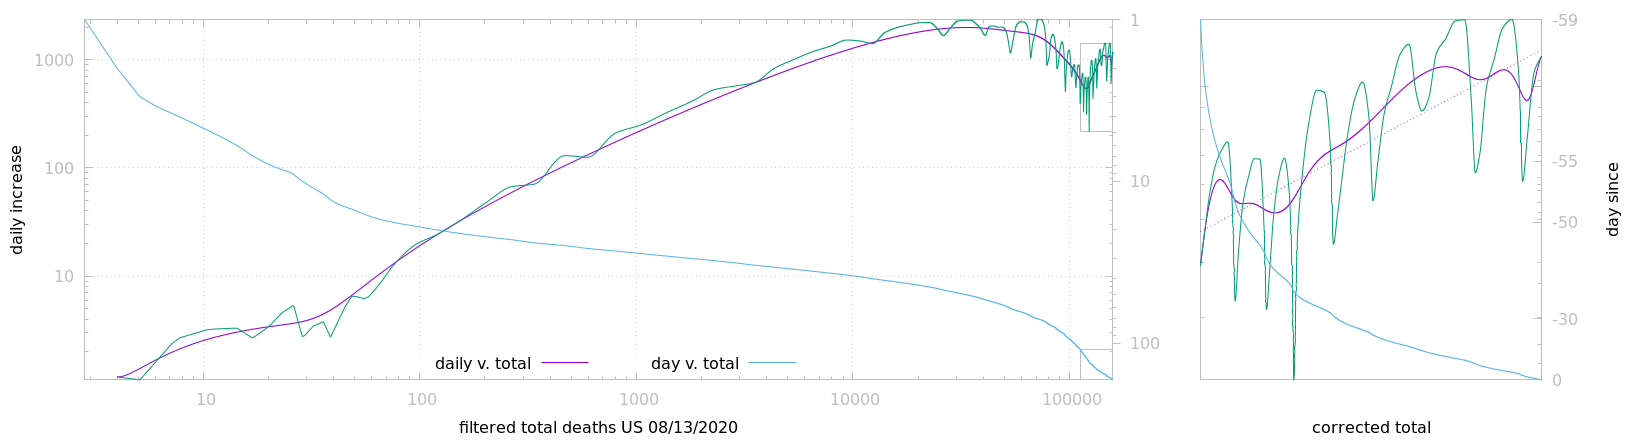 1000
100
10
daily increase
daily v. total
day v. total
1
10
100
10
100
1000
10000
100000
filtered total deaths US 08/13/2020
-59
-55
-50
-30
0
day since
corrected total